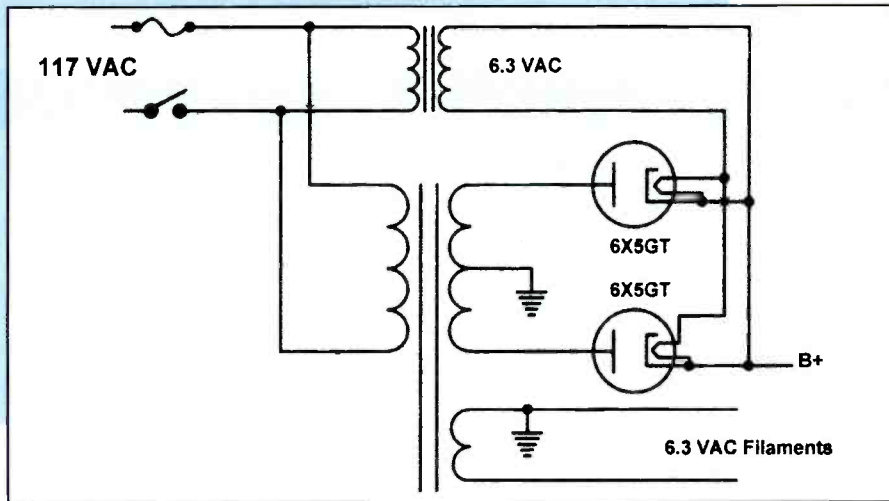 117 VAC
6.3 VAC
6X5GT
6X5GT
B+
6.3 VAC Filaments